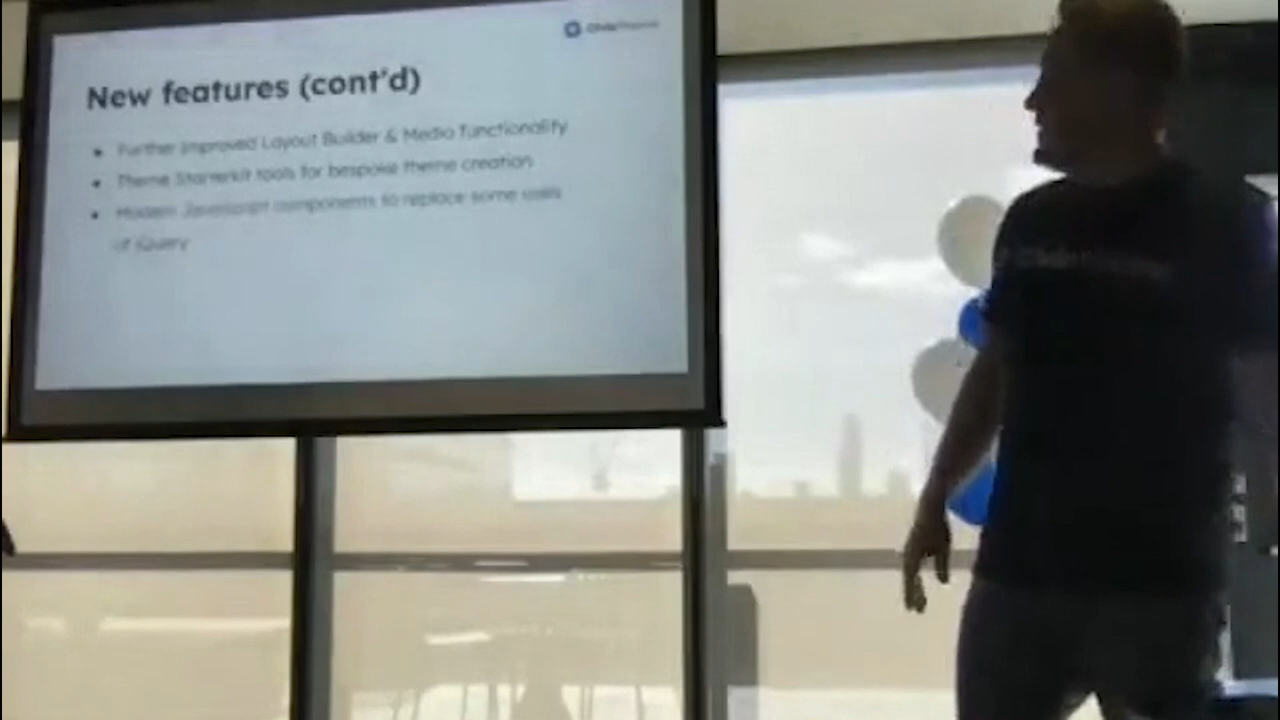 New features (cont'd)
Further improved Layout Builder & Media functionality
Theme Starterkit tools for bespoke theme creation
Modern Javascript components to replace some uses
of jQuery